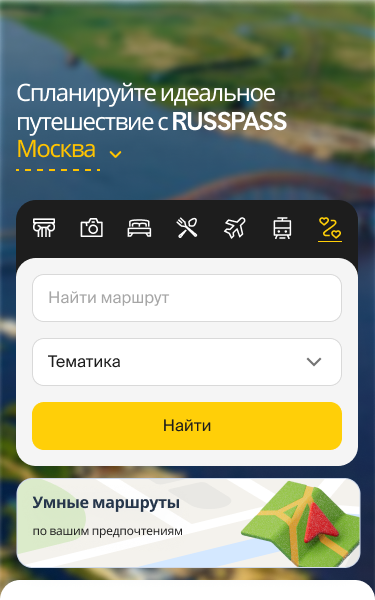 Спланируйте идеальное
путешествие с RUSSPASS
Москва
Найти маршрут
Тематика
Найти
Умные маршруты
по вашим предпочтениям